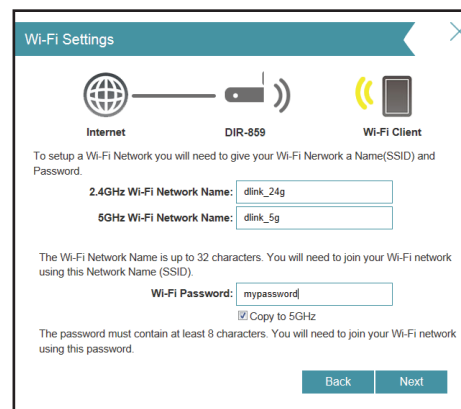 Wi-Fi Settings
Internet
DIR-859
Wi-Fi Client
To setup a Wi-Fi Network you will need to give your Wi-Fi Nerwork a Name(SSID) and
Password.
2.4GHz Wi-Fi Network Name: dlink_24g
5GHz Wi-Fi Network Name: dlink_5g
The Wi-Fi Network Name is up to 32 characters. You will need to join your Wi-Fi network
using this Network Name (SSID).
Wi-Fi Password: mypassword
Copy to 5GHz
The password must contain at least 8 characters. You will need to join your Wi-Fi network
using this password.
Back
Next